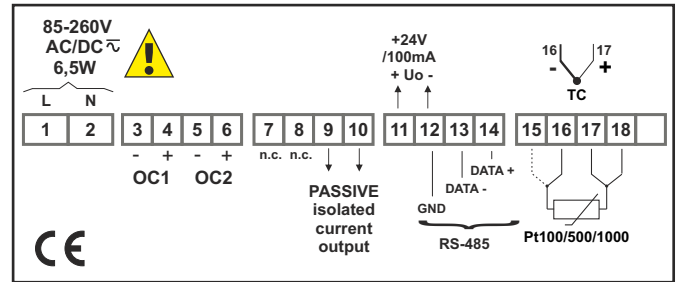 85-260V
AC/DC
6,5W
L N
+24V
/100mA
+ Uo -
16 17
- +
TC
1 2 3 4 5 6 7 8 9 10 11 12 13 14 15 16 17 18
- + - +
OC1 OC2
n.c. n.c.
PASSIVE
isolated
current
output
DATA +
DATA -
GND
RS-485
Pt100/500/1000
CE